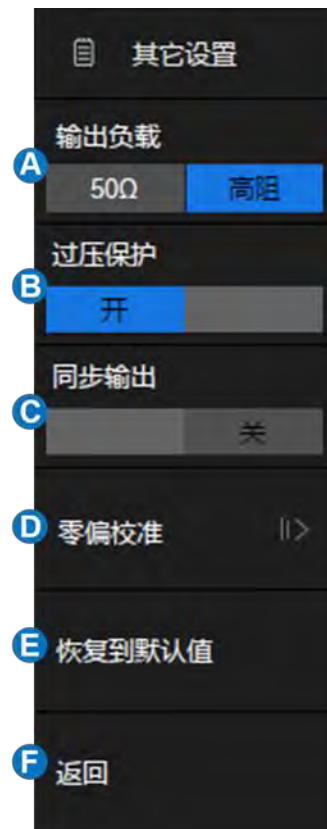 其它设置
输出负载
A
50Ω 高阻
过压保护
B
开
同步输出
C
关
D 零偏校准
E 恢复到默认值
F 返回